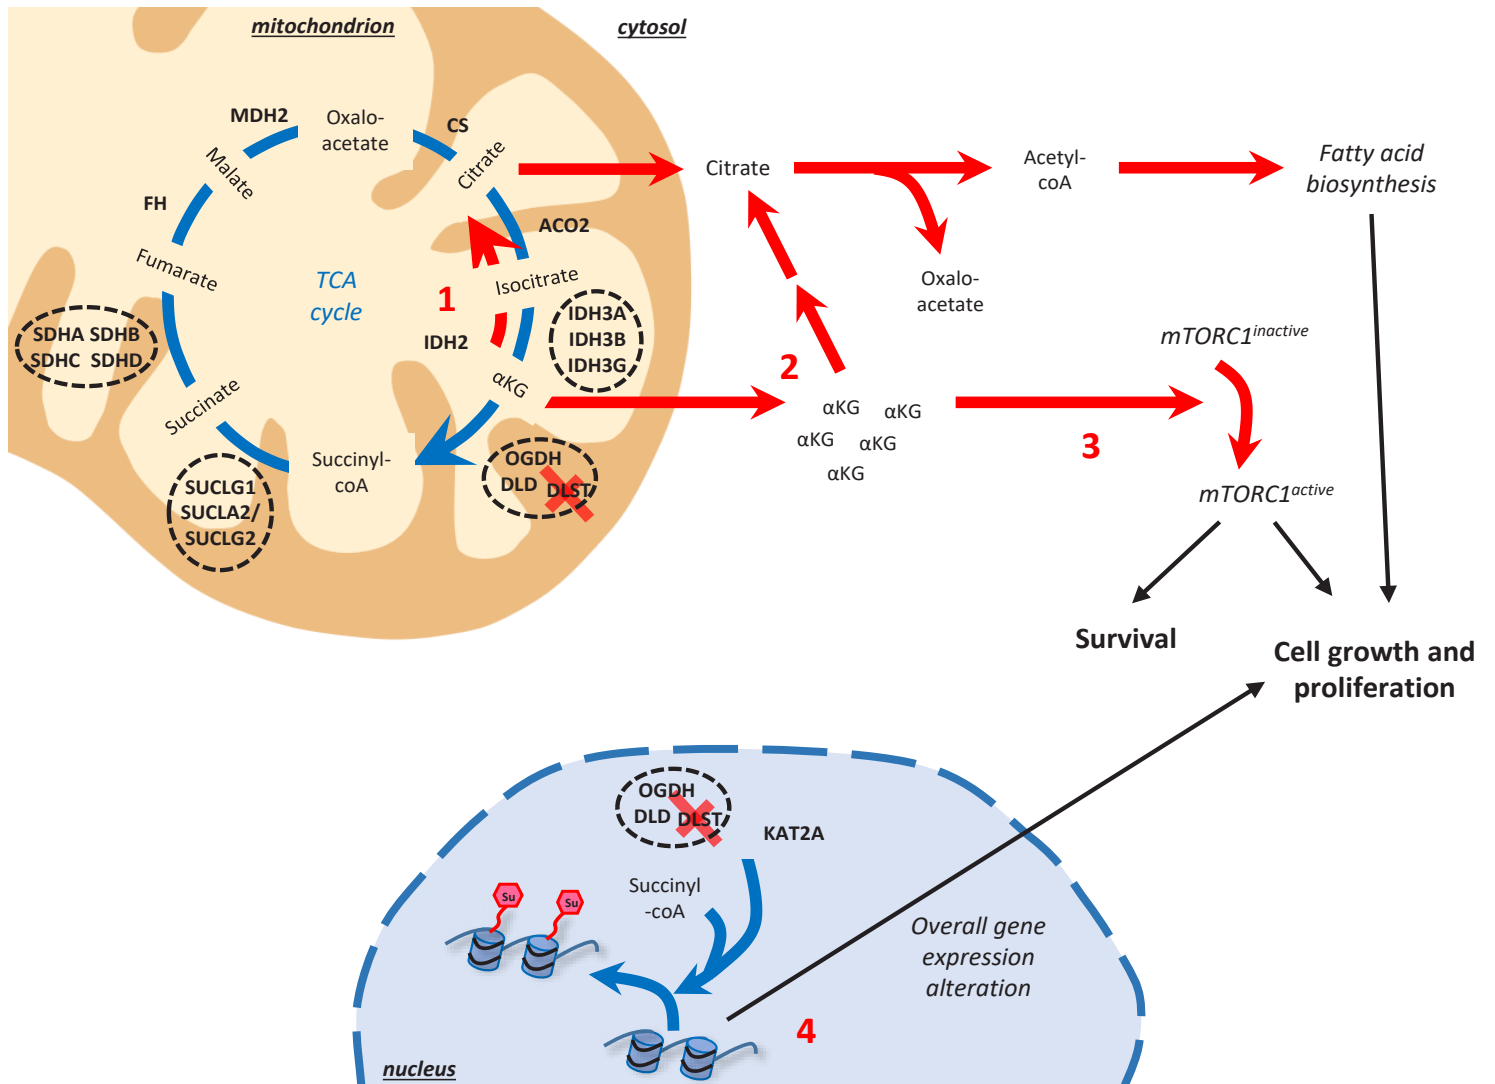 mitochondrion
cytosol
MDH2
Oxalo-
acetate
CS
Citrate
Malate
FH
ACO2
Fumarate
TCA
cycle
1
Isocitrate
IDH2
IDH3A
IDH3B
IDH3G
SDHA SDHB
SDHC SDHD
αKG
Succinate
Succinyl-
coA
OGDH
DLD DLST
SUCLG1
SUCLA2/
SUCLG2
Citrate
Acetyl-
coA
Fatty acid
biosynthesis
Oxalo-
acetate
2
αKG αKG
αKG αKG
αKG
3
mTORC1inactive
mTORC1active
Survival
Cell growth and
proliferation
OGDH
DLD DLST
KAT2A
Succinyl
-coA
Su Su
Overall gene
expression
alteration
4
nucleus